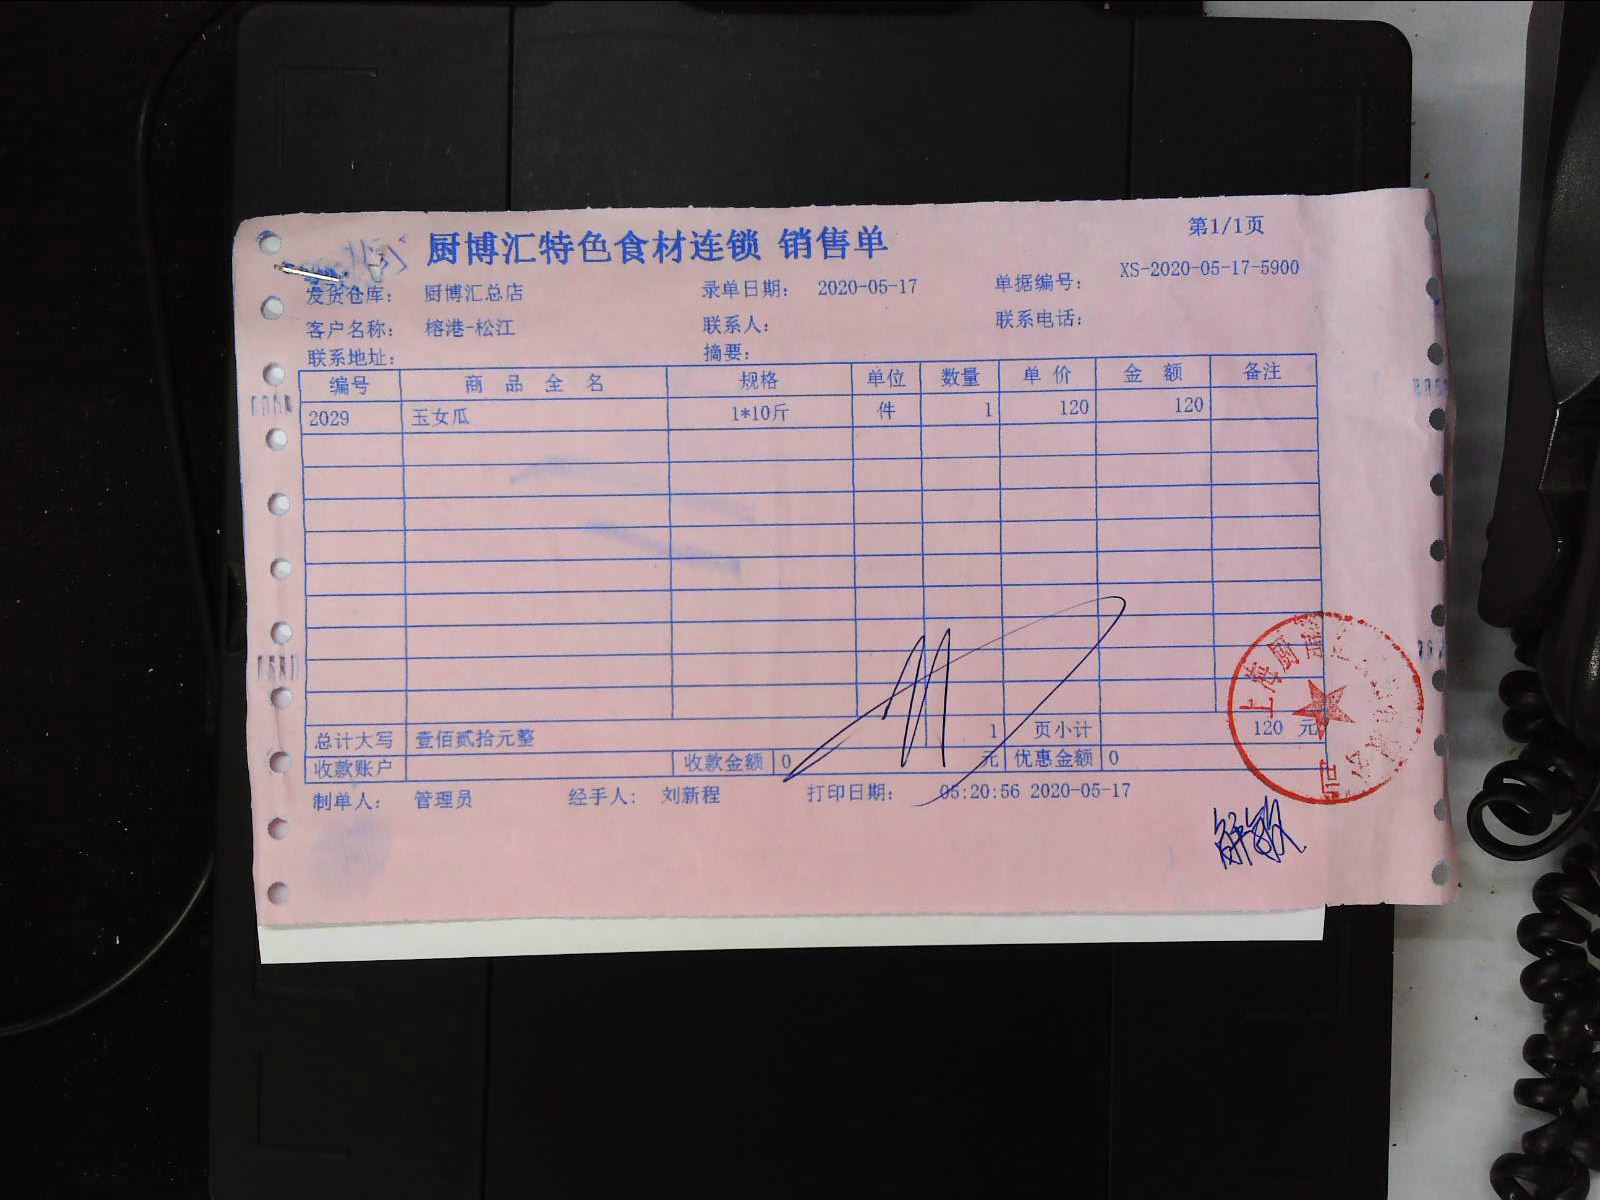 厨博汇特色食材连锁 销售单 第1/1页
发货仓库: 厨博汇总店 录单日期: 2020-05-17 单据编号: XS-2020-05-17-5900
客户名称: 榕港-松江 联系人: 联系电话:
联系地址: 摘要:
编号 商 品 全 名 规格 单位 数量 单 价 金 额 备注
2029 玉女瓜 1*10斤 件 1 120 120
总计大写 壹佰贰拾元整 1 页小计 120 元
收款账户 收款金额 0 元 优惠金额 0
制单人: 管理员 经手人: 刘新程 打印日期: 05:20:56 2020-05-17
上海厨